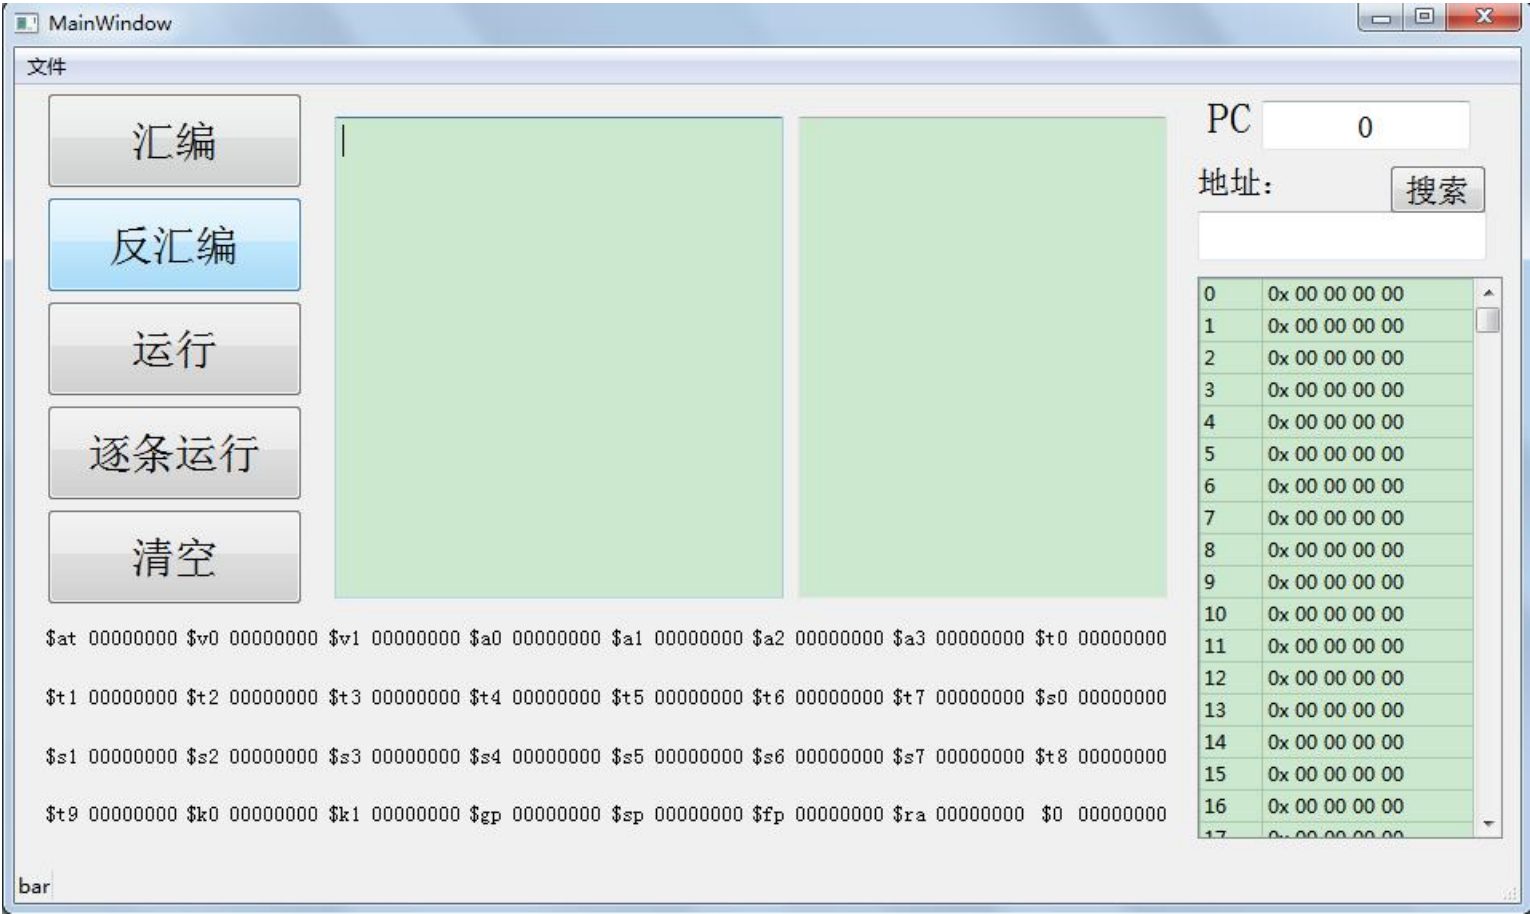 MainWindow
文件
汇编
反汇编
运行
逐条运行
清空
PC 0
地址： 搜索
0 0x 00 00 00 00
1 0x 00 00 00 00
2 0x 00 00 00 00
3 0x 00 00 00 00
4 0x 00 00 00 00
5 0x 00 00 00 00
6 0x 00 00 00 00
7 0x 00 00 00 00
8 0x 00 00 00 00
9 0x 00 00 00 00
10 0x 00 00 00 00
11 0x 00 00 00 00
12 0x 00 00 00 00
13 0x 00 00 00 00
14 0x 00 00 00 00
15 0x 00 00 00 00
16 0x 00 00 00 00
17 0x 00 00 00 00
$at 00000000 $v0 00000000 $v1 00000000 $a0 00000000 $a1 00000000 $a2 00000000 $a3 00000000 $t0 00000000
$t1 00000000 $t2 00000000 $t3 00000000 $t4 00000000 $t5 00000000 $t6 00000000 $t7 00000000 $s0 00000000
$s1 00000000 $s2 00000000 $s3 00000000 $s4 00000000 $s5 00000000 $s6 00000000 $s7 00000000 $t8 00000000
$t9 00000000 $k0 00000000 $k1 00000000 $gp 00000000 $sp 00000000 $fp 00000000 $ra 00000000 $0 00000000
bar